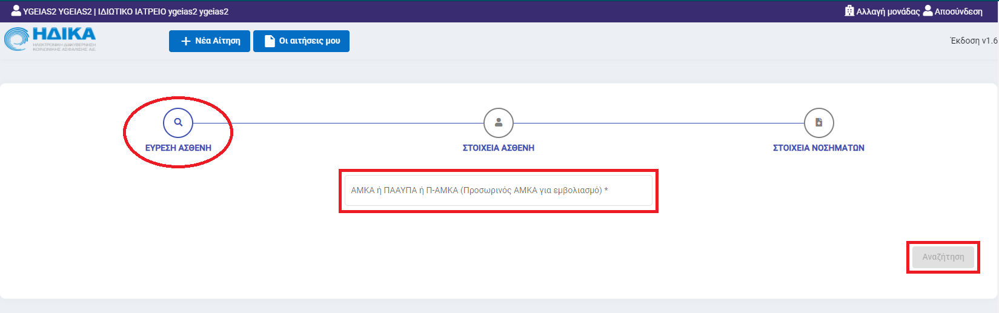 YGEIAS2 YGEIAS2 | ΙΔΙΩΤΙΚΟ ΙΑΤΡΕΙΟ ygeias2 ygeias2
Αλλαγή μονάδας Αποσύνδεση
ΗΔΙΚΑ
ΗΛΕΚΤΡΟΝΙΚΗ ΔΙΑΚΥΒΕΡΝΗΣΗ
ΚΟΙΝΩΝΙΚΗΣ ΑΣΦΑΛΙΣΗΣ Α.Ε.
Νέα Αίτηση
Οι αιτήσεις μου
Έκδοση v1.6
ΕΥΡΕΣΗ ΑΣΘΕΝΗ
ΣΤΟΙΧΕΙΑ ΑΣΘΕΝΗ
ΣΤΟΙΧΕΙΑ ΝΟΣΗΜΑΤΩΝ
ΑΜΚΑ ή ΠΑΑΥΠΑ ή Π-ΑΜΚΑ (Προσωρινός ΑΜΚΑ για εμβολιασμό) *
Αναζήτηση